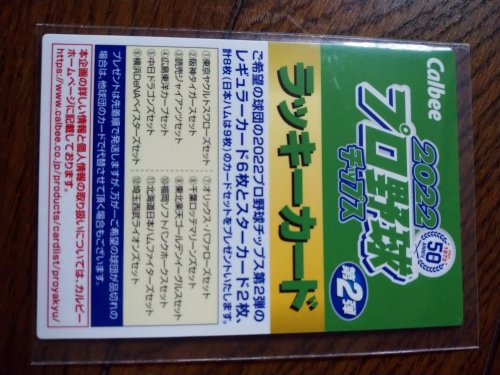 Calbee
2022
プロ野球
チップス
50
第2弾
ラッキーカード
ご希望の球団の2022プロ野球チップス第2弾の
レギュラーカード6枚とスターカード2枚、
計8枚（日本ハムは9枚）のカードセットをプレゼントいたします。
①東京ヤクルトスワローズセット
②阪神タイガースセット
③読売ジャイアンツセット
④広島東洋カープセット
⑤中日ドラゴンズセット
⑥横浜DeNAベイスターズセット
⑦オリックス・バファローズセット
⑧千葉ロッテマリーンズセット
⑨東北楽天ゴールデンイーグルスセット
⑩福岡ソフトバンクホークスセット
⑪北海道日本ハムファイターズセット
⑫埼玉西武ライオンズセット
プレゼントは先着順で発送しますが、万が一ご希望の球団が品切れの
場合は、他球団のカードで代替させて頂く場合もございます。
本企画の詳しい情報と個人情報の取り扱いについては、カルビー
ホームページに記載しております。
https://www.calbee.co.jp/products/cardlist/proyakyu/